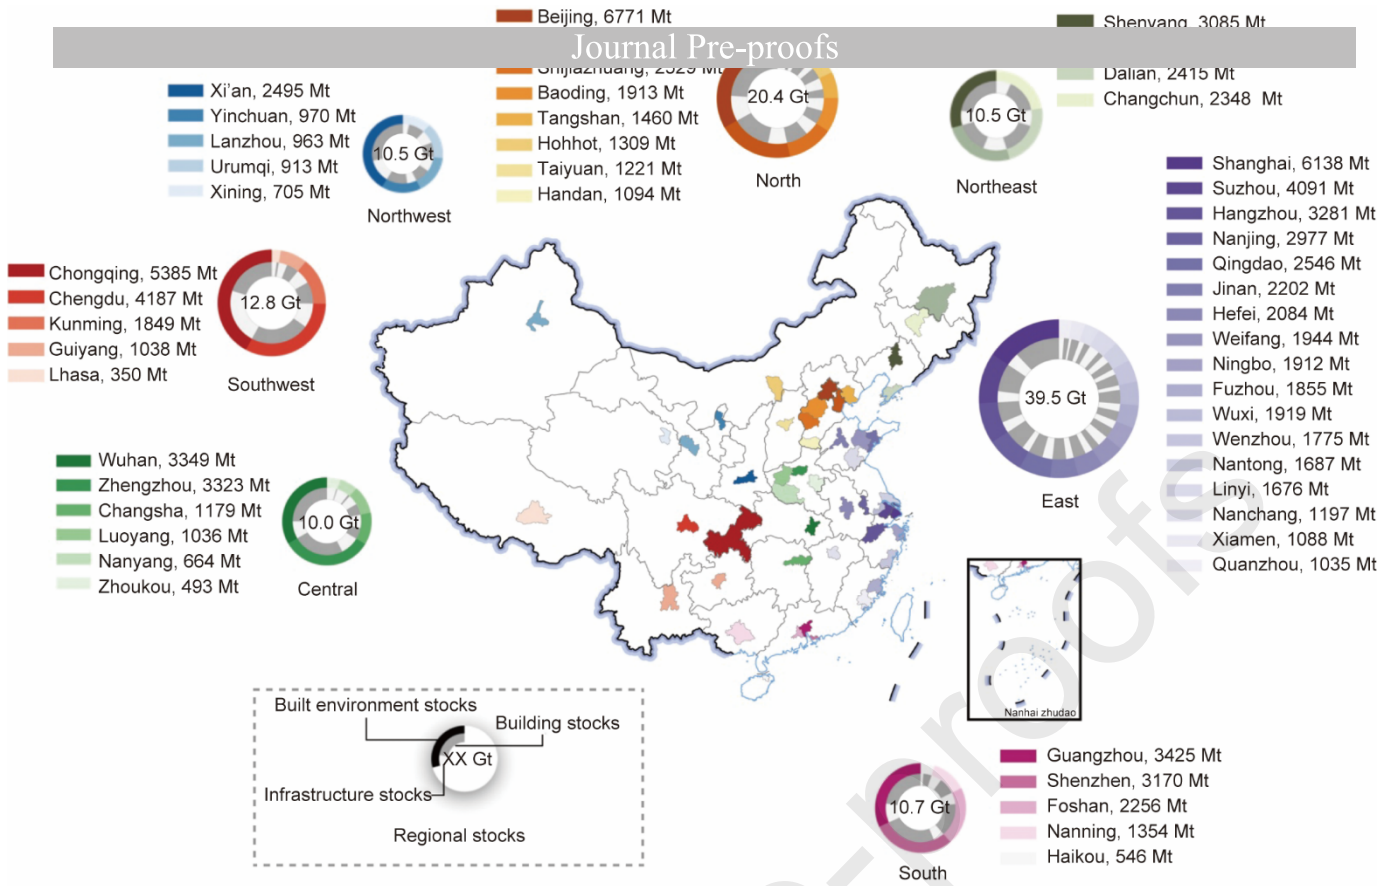 Beijing, 6771 Mt
Shenyang, 3085 Mt
Journal Pre-proofs
Shijiazhuang, 2529 Mt
Baoding, 1913 Mt
Tangshan, 1460 Mt
Hohhot, 1309 Mt
Taiyuan, 1221 Mt
Handan, 1094 Mt
20.4 Gt
North
Dalian, 2415 Mt
Changchun, 2348 Mt
10.5 Gt
Northeast
Xi'an, 2495 Mt
Yinchuan, 970 Mt
Lanzhou, 963 Mt
Urumqi, 913 Mt
Xining, 705 Mt
10.5 Gt
Northwest
Shanghai, 6138 Mt
Suzhou, 4091 Mt
Hangzhou, 3281 Mt
Nanjing, 2977 Mt
Qingdao, 2546 Mt
Jinan, 2202 Mt
Hefei, 2084 Mt
Weifang, 1944 Mt
Ningbo, 1912 Mt
Fuzhou, 1855 Mt
Wuxi, 1919 Mt
Wenzhou, 1775 Mt
Nantong, 1687 Mt
Linyi, 1676 Mt
Nanchang, 1197 Mt
Xiamen, 1088 Mt
Quanzhou, 1035 Mt
39.5 Gt
East
Chongqing, 5385 Mt
Chengdu, 4187 Mt
Kunming, 1849 Mt
Guiyang, 1038 Mt
Lhasa, 350 Mt
12.8 Gt
Southwest
Wuhan, 3349 Mt
Zhengzhou, 3323 Mt
Changsha, 1179 Mt
Luoyang, 1036 Mt
Nanyang, 664 Mt
Zhoukou, 493 Mt
10.0 Gt
Central
Nanhai zhudao
Built environment stocks
Building stocks
XX Gt
Infrastructure stocks
Regional stocks
Guangzhou, 3425 Mt
Shenzhen, 3170 Mt
Foshan, 2256 Mt
Nanning, 1354 Mt
Haikou, 546 Mt
10.7 Gt
South
-proofs